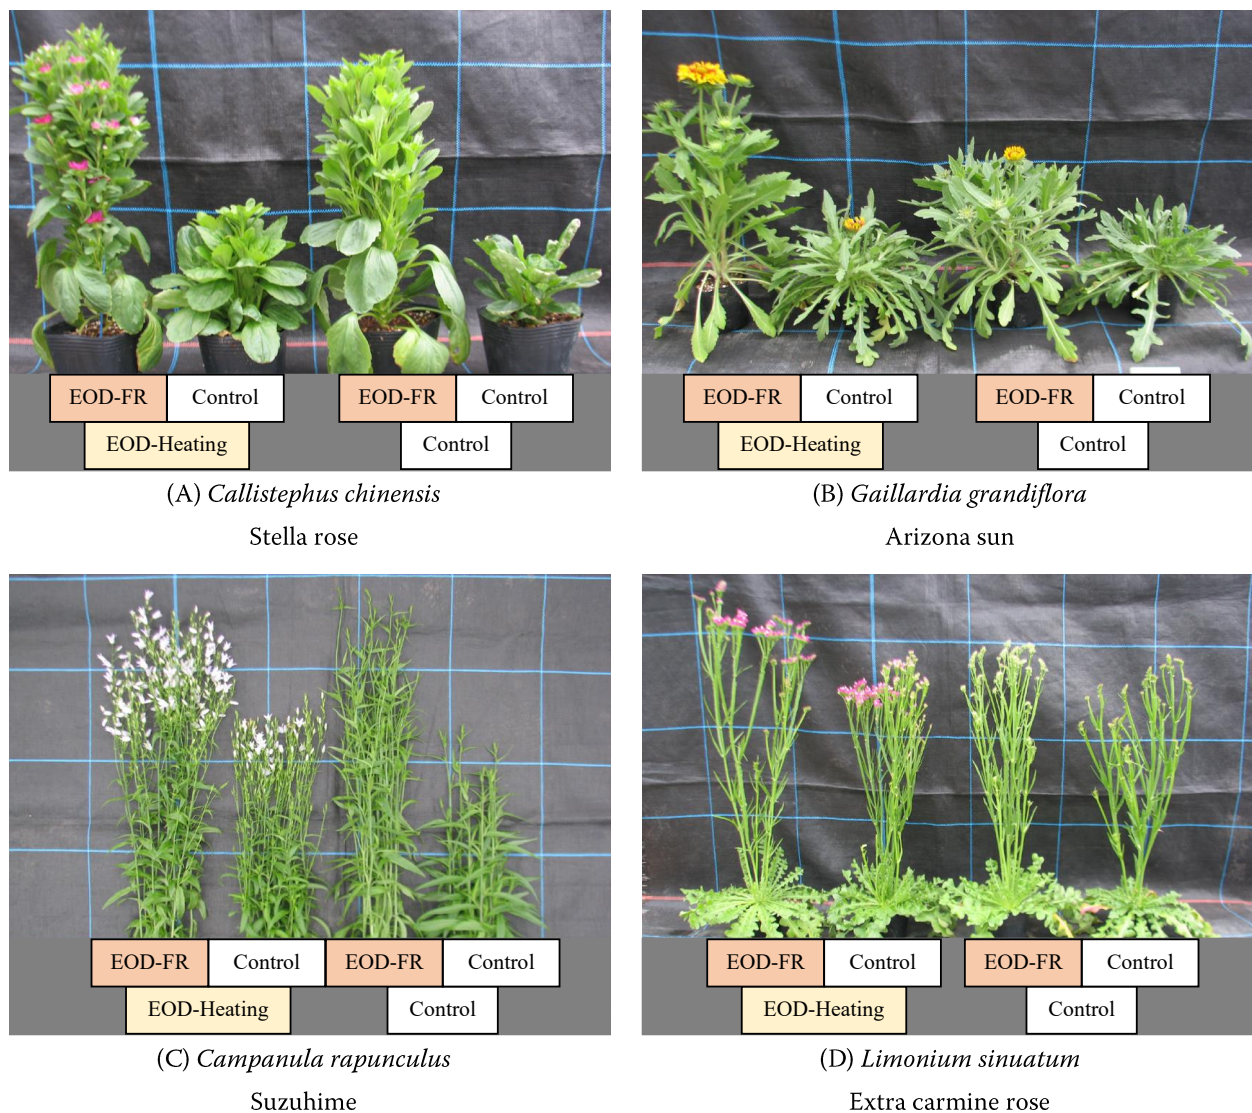 EOD-FR Control EOD-FR Control
EOD-Heating Control
(A) Callistephus chinensis
Stella rose
EOD-FR Control EOD-FR Control
EOD-Heating Control
(B) Gaillardia grandiflora
Arizona sun
EOD-FR Control EOD-FR Control
EOD-Heating Control
(C) Campanula rapunculus
Suzuhime
EOD-FR Control EOD-FR Control
EOD-Heating Control
(D) Limonium sinuatum
Extra carmine rose